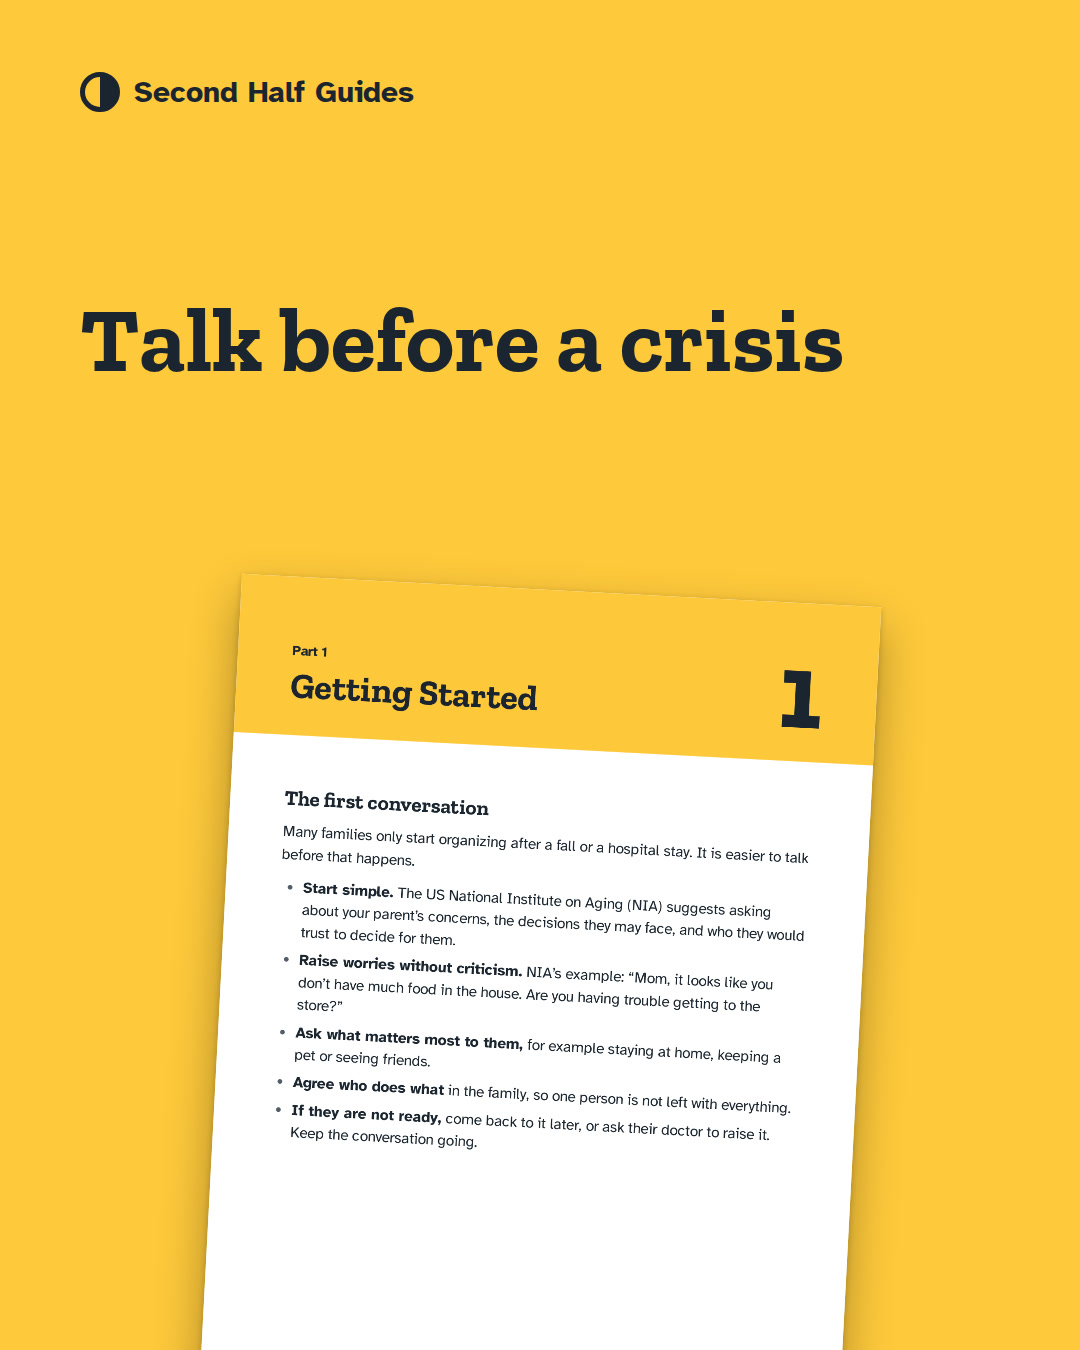 Second Half Guides
Talk before a crisis
Part 1
Getting Started
1
The first conversation
Many families only start organizing after a fall or a hospital stay. It is easier to talk
before that happens.
• Start simple. The US National Institute on Aging (NIA) suggests asking
about your parent’s concerns, the decisions they may face, and who they would
trust to decide for them.
• Raise worries without criticism. NIA’s example: “Mom, it looks like you
don’t have much food in the house. Are you having trouble getting to the
store?”
• Ask what matters most to them, for example staying at home, keeping a
pet or seeing friends.
• Agree who does what in the family, so one person is not left with everything.
• If they are not ready, come back to it later, or ask their doctor to raise it.
Keep the conversation going.